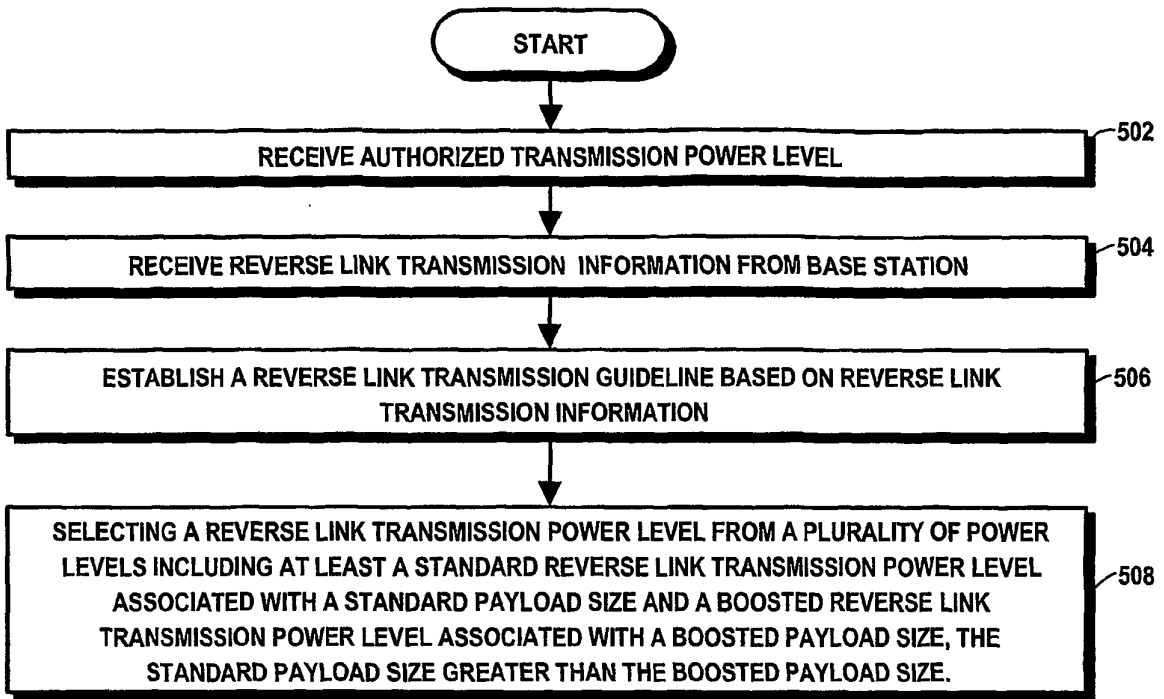 START
502
RECEIVE AUTHORIZED TRANSMISSION POWER LEVEL
504
RECEIVE REVERSE LINK TRANSMISSION INFORMATION FROM BASE STATION
506
ESTABLISH A REVERSE LINK TRANSMISSION GUIDELINE BASED ON REVERSE LINK
TRANSMISSION INFORMATION
508
SELECTING A REVERSE LINK TRANSMISSION POWER LEVEL FROM A PLURALITY OF POWER
LEVELS INCLUDING AT LEAST A STANDARD REVERSE LINK TRANSMISSION POWER LEVEL
ASSOCIATED WITH A STANDARD PAYLOAD SIZE AND A BOOSTED REVERSE LINK
TRANSMISSION POWER LEVEL ASSOCIATED WITH A BOOSTED PAYLOAD SIZE, THE
STANDARD PAYLOAD SIZE GREATER THAN THE BOOSTED PAYLOAD SIZE.